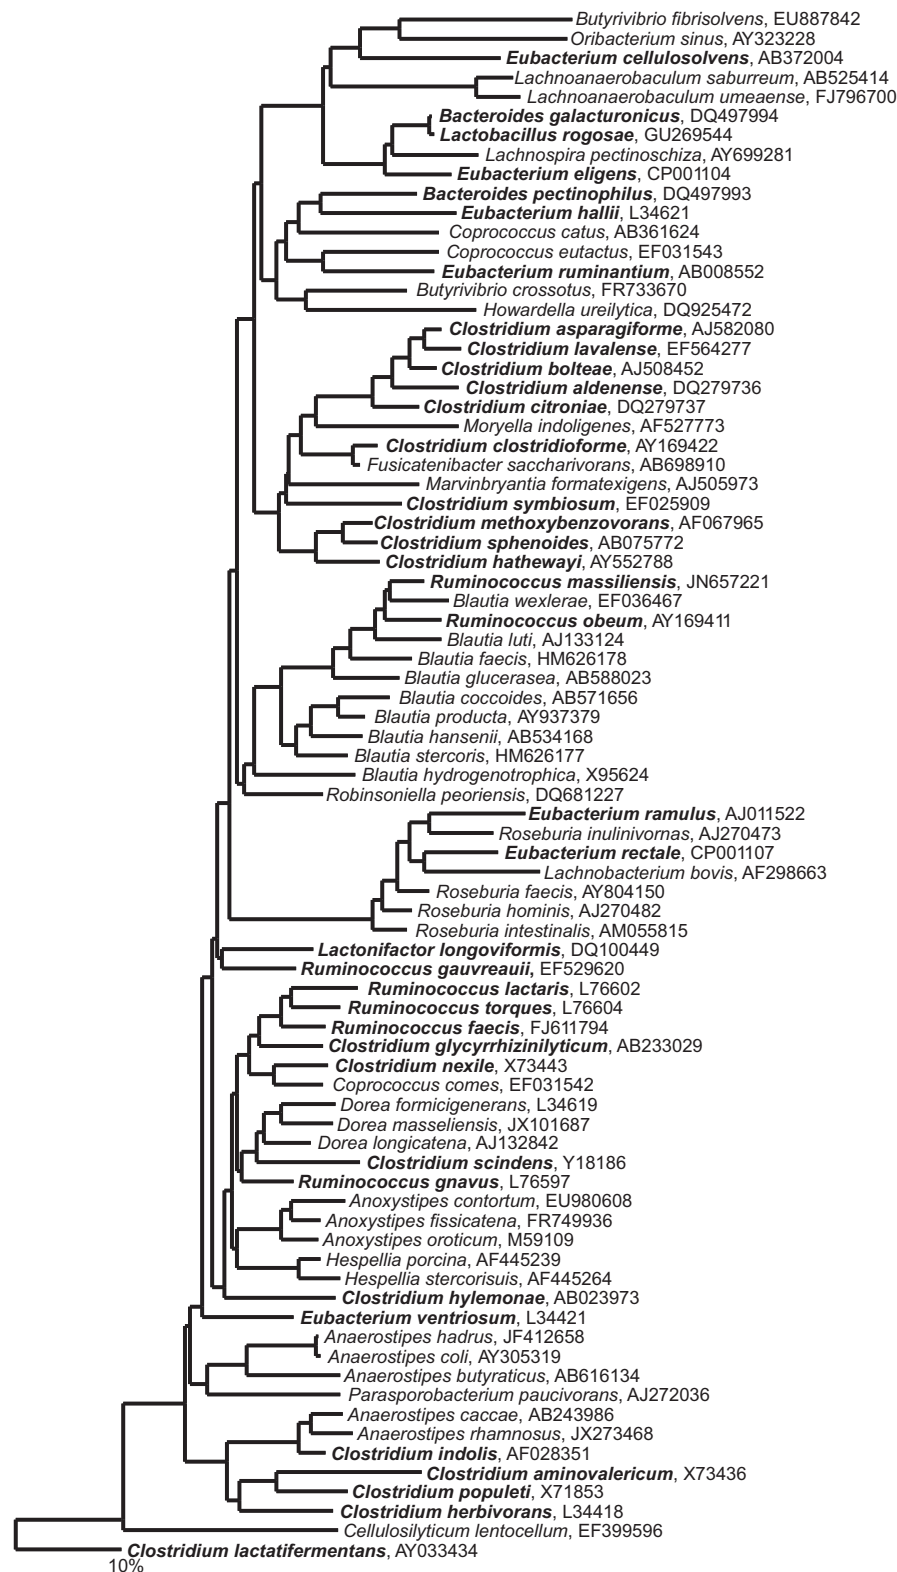 Butyrivibrio fibrisolvens, EU887842
Oribacterium sinus, AY323228
Eubacterium cellulosolvens, AB372004
Lachnoanaerobaculum saburreum, AB525414
Lachnoanaerobaculum umeaense, FJ796700
Bacteroides galacturonicus, DQ497994
Lactobacillus rogosae, GU269544
Lachnospira pectinoschiza, AY699281
Eubacterium eligens, CP001104
Bacteroides pectinophilus, DQ497993
Eubacterium hallii, L34621
Coprococcus catus, AB361624
Coprococcus eutactus, EF031543
Eubacterium ruminantium, AB008552
Butyrivibrio crossotus, FR733670
Howardella ureilytica, DQ925472
Clostridium asparagiforme, AJ582080
Clostridium lavalense, EF564277
Clostridium bolteae, AJ508452
Clostridium aldenense, DQ279736
Clostridium citroniae, DQ279737
Moryella indoligenes, AF527773
Clostridium clostridioforme, AY169422
Fusicatenibacter saccharivorans, AB698910
Marvinbryantia formatexigens, AJ505973
Clostridium symbiosum, EF025909
Clostridium methoxybenzovorans, AF067965
Clostridium sphenoides, AB075772
Clostridium hathewayi, AY552788
Ruminococcus massiliensis, JN657221
Blautia wexlerae, EF036467
Ruminococcus obeum, AY169411
Blautia luti, AJ133124
Blautia faecis, HM626178
Blautia glucerasea, AB588023
Blautia coccoides, AB571656
Blautia producta, AY937379
Blautia hansenii, AB534168
Blautia stercoris, HM626177
Blautia hydrogenotrophica, X95624
Robinsoniella peoriensis, DQ681227
Eubacterium ramulus, AJ011522
Roseburia inulinivornas, AJ270473
Eubacterium rectale, CP001107
Lachnobacterium bovis, AF298663
Roseburia faecis, AY804150
Roseburia hominis, AJ270482
Roseburia intestinalis, AM055815
Lactonifactor longoviformis, DQ100449
Ruminococcus gauvreauii, EF529620
Ruminococcus lactaris, L76602
Ruminococcus torques, L76604
Ruminococcus faecis, FJ611794
Clostridium glycyrrhizinilyticum, AB233029
Clostridium nexile, X73443
Coprococcus comes, EF031542
Dorea formicigenerans, L34619
Dorea masseliensis, JX101687
Dorea longicatena, AJ132842
Clostridium scindens, Y18186
Ruminococcus gnavus, L76597
Anoxystipes contortum, EU980608
Anoxystipes fissicatena, FR749936
Anoxystipes oroticum, M59109
Hespellia porcina, AF445239
Hespellia stercorisuis, AF445264
Clostridium hylemonae, AB023973
Eubacterium ventriosum, L34421
Anaerostipes hadrus, JF412658
Anaerostipes coli, AY305319
Anaerostipes butyraticus, AB616134
Parasporobacterium paucivorans, AJ272036
Anaerostipes caccae, AB243986
Anaerostipes rhamnosus, JX273468
Clostridium indolis, AF028351
Clostridium aminovalericum, X73436
Clostridium populeti, X71853
Clostridium herbivorans, L34418
Cellulosilyticum lentocellum, EF399596
Clostridium lactatifermentans, AY033434
10%